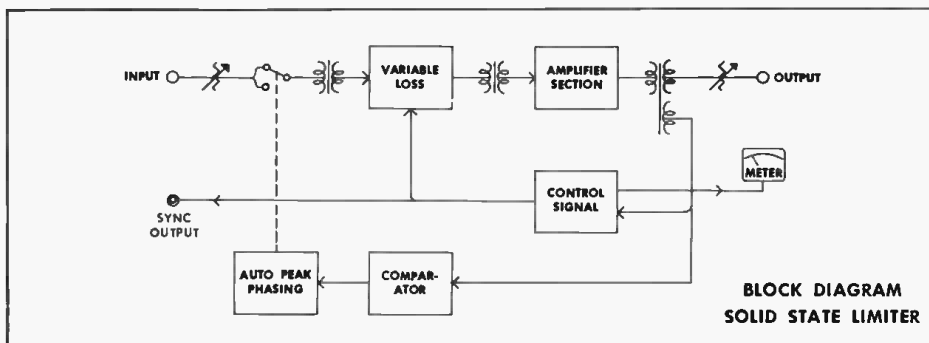 INPUT
VARIABLE
LOSS
AMPLIFIER
SECTION
OUTPUT
METER
CONTROL
SIGNAL
SYNC
OUTPUT
AUTO PEAK
PHASING
COMPAR-
ATOR
BLOCK DIAGRAM
SOLID STATE LIMITER